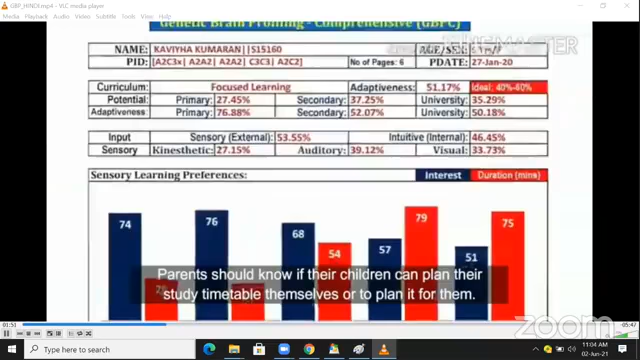 GBP_HINDI.mp4 - VLC media player
Media Playback Audio Video Subtitle Tools View Help
Genetic Brain Profiling - Comprehensive (GBPC)
NAME: KAVIYHA KUMARAN||S15160 AGE/SEX:
PID: [A2C3x| A2A2| A2A2| C3C3| A2C2] No of Pages: 6 PDATE: 27-Jan-20
Curriculum: Focused Learning Adaptiveness: 51.17% Ideal: 40%-60%
Potential: Primary: 27.45% Secondary: 37.25% University: 35.29%
Adaptiveness: Primary: 76.88% Secondary: 52.07% University: 50.18%
Input Sensory (External): 53.55% Intuitive (Internal): 46.45%
Sensory Kinesthetic: 27.15% Auditory: 39.12% Visual: 33.73%
Sensory Learning Preferences: Interest Duration (mins)
74 76 68 54 57 79 51 75
Parents should know if their children can plan their
study timetable themselves or to plan it for them.
1:51 05:47
zoom
Type here to search
11:04 AM
02-Jun-21